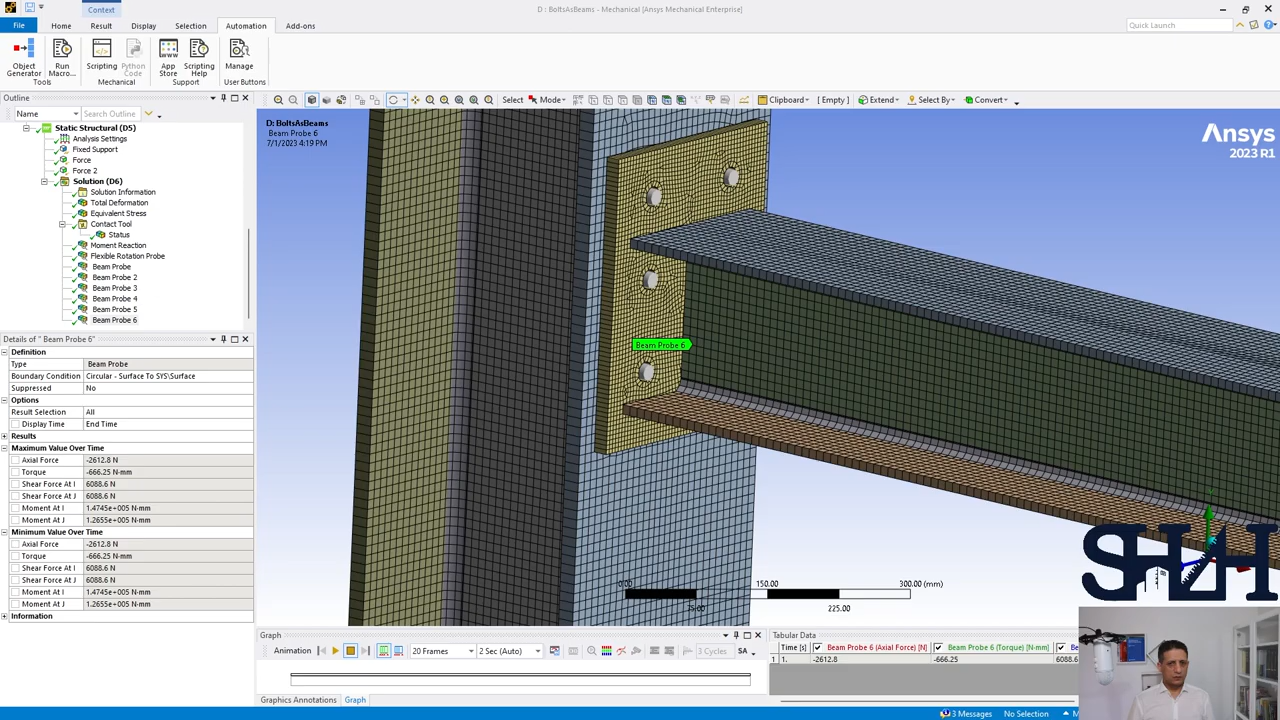 Context
D : BoltsAsBeams - Mechanical [Ansys Mechanical Enterprise]
File Home Result Display Selection Automation Add-ons
Quick Launch
Object Generator
Run Macro...
Scripting
Python Code
App Store
Scripting Help
Manage
Tools Mechanical Support User Buttons
Outline
Name Search Outline
Select Mode Clipboard [ Empty ] Extend Select By Convert
Static Structural (D5)
Analysis Settings
Fixed Support
Force
Force 2
Solution (D6)
Solution Information
Total Deformation
Equivalent Stress
Contact Tool
Status
Moment Reaction
Flexible Rotation Probe
Beam Probe
Beam Probe 2
Beam Probe 3
Beam Probe 4
Beam Probe 5
Beam Probe 6
Details of "Beam Probe 6"
Definition
Type Beam Probe
Boundary Condition Circular - Surface To SYS\Surface
Suppressed No
Options
Result Selection All
Display Time End Time
Results
Maximum Value Over Time
Axial Force -2612.8 N
Torque -666.25 N·mm
Shear Force At I 6088.6 N
Shear Force At J 6088.6 N
Moment At I 1.4745e+005 N·mm
Moment At J 1.2655e+005 N·mm
Minimum Value Over Time
Axial Force -2612.8 N
Torque -666.25 N·mm
Shear Force At I 6088.6 N
Shear Force At J 6088.6 N
Moment At I 1.4745e+005 N·mm
Moment At J 1.2655e+005 N·mm
Information
D: BoltsAsBeams
Beam Probe 6
7/1/2023 4:19 PM
Ansys
2023 R1
Beam Probe 6
0.00 150.00 300.00 (mm)
75.00 225.00
SHZH
Graph
Animation 20 Frames 2 Sec (Auto) 3 Cycles SA
Graphics Annotations Graph
Tabular Data
Time [s] Beam Probe 6 (Axial Force) [N] Beam Probe 6 (Torque) [N·mm]
1 1. -2612.8 -666.25 6088.6
3 Messages No Selection